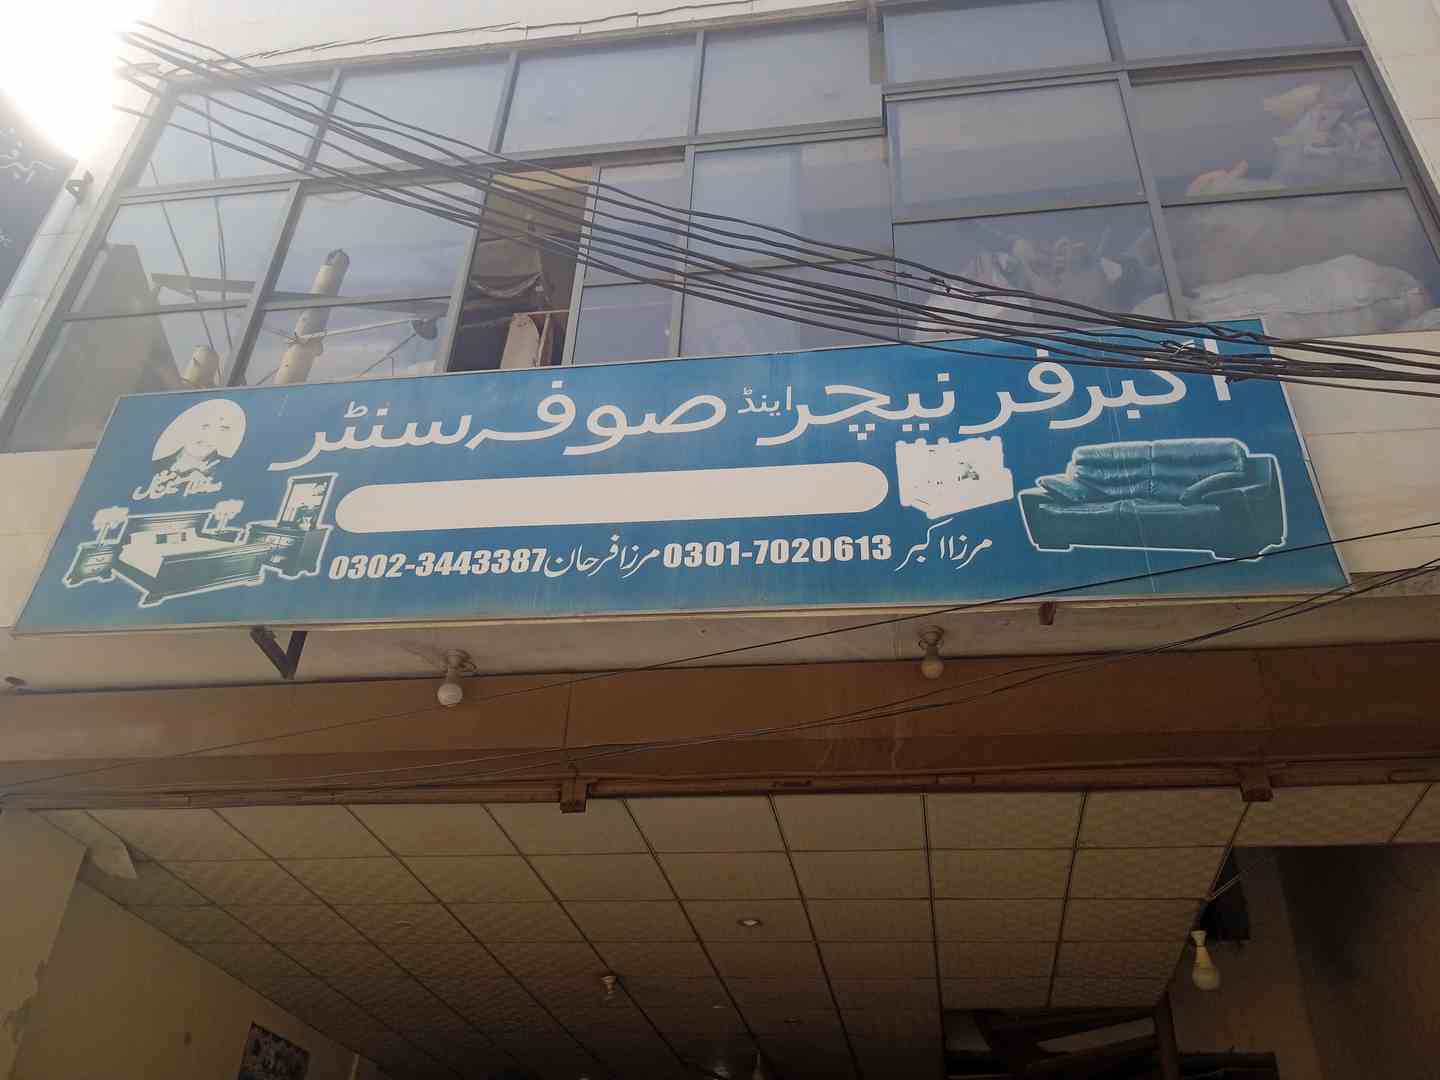 اکبر فرنیچر اینڈ صوفہ سنٹر
مرزا اکبر 0301-7020613 مرزا فرحان 0302-3443387